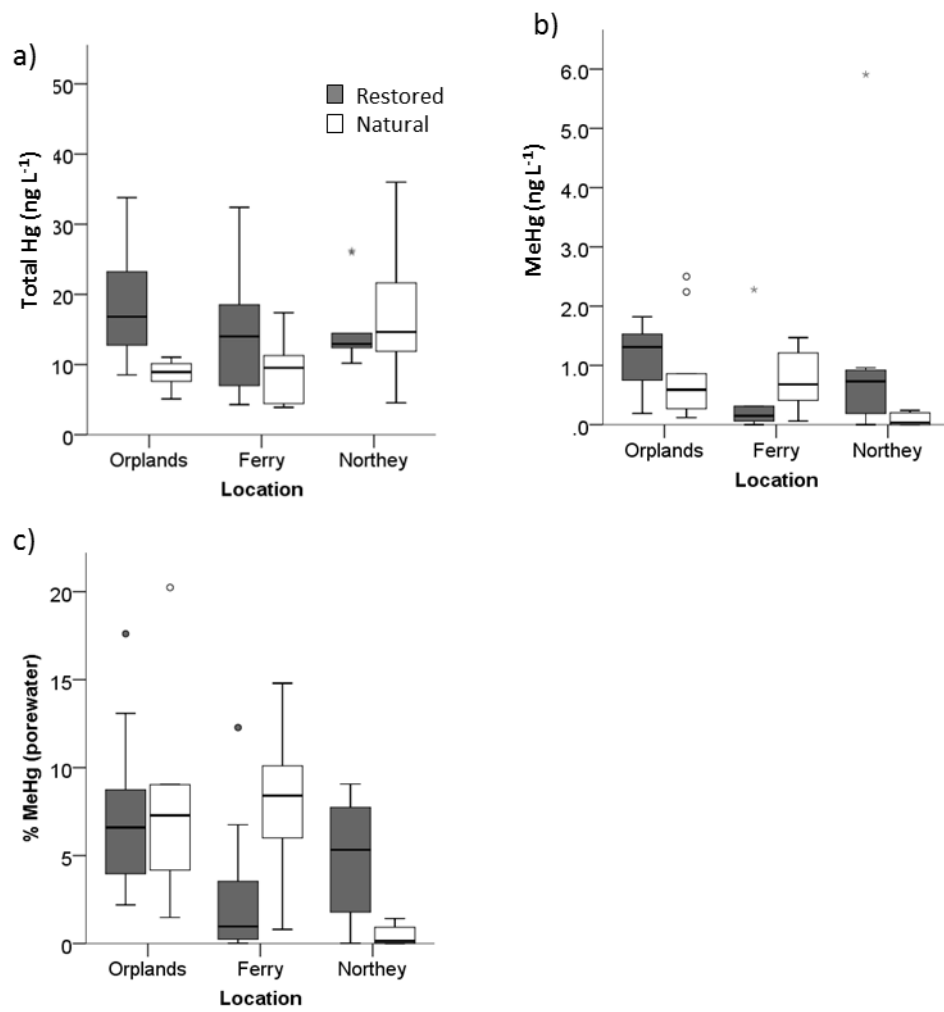 a)
Total Hg (ng L⁻¹)
50
40
30
20
10
0
Restored
Natural
Orplands Ferry Northey
Location
b)
MeHg (ng L⁻¹)
6.0
5.0
4.0
3.0
2.0
1.0
.0
Orplands Ferry Northey
Location
c)
% MeHg (porewater)
20
15
10
5
0
Orplands Ferry Northey
Location